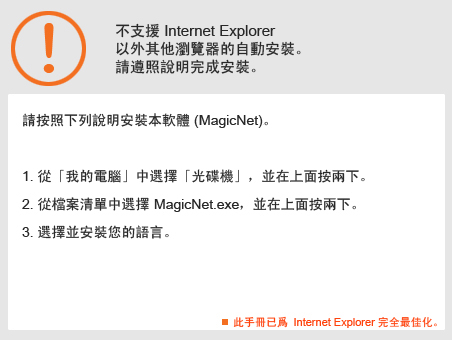 不支援 Internet Explorer
以外其他瀏覽器的自動安裝。
請遵照說明完成安裝。
請按照下列說明安裝本軟體 (MagicNet)。
1. 從「我的電腦」中選擇「光碟機」，並在上面按兩下。
2. 從檔案清單中選擇 MagicNet.exe，並在上面按兩下。
3. 選擇並安裝您的語言。
此手冊已爲 Internet Explorer 完全最佳化。